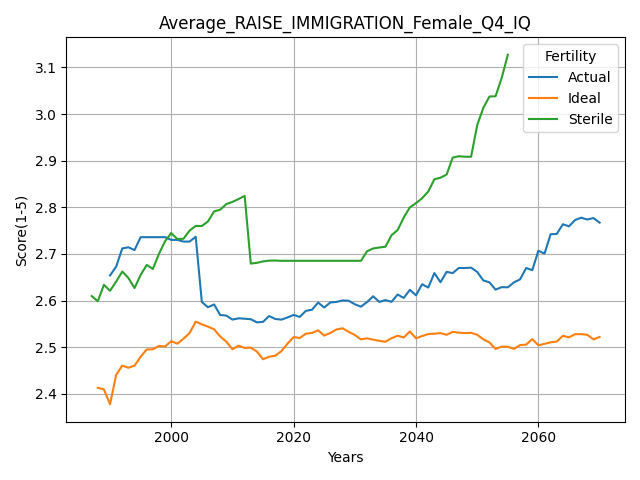 Average_RAISE_IMMIGRATION_Female_Q4_IQ
Fertility
Actual
Ideal
Sterile
Score(1-5)
3.1
3.0
2.9
2.8
2.7
2.6
2.5
2.4
2000 2020 2040 2060
Years